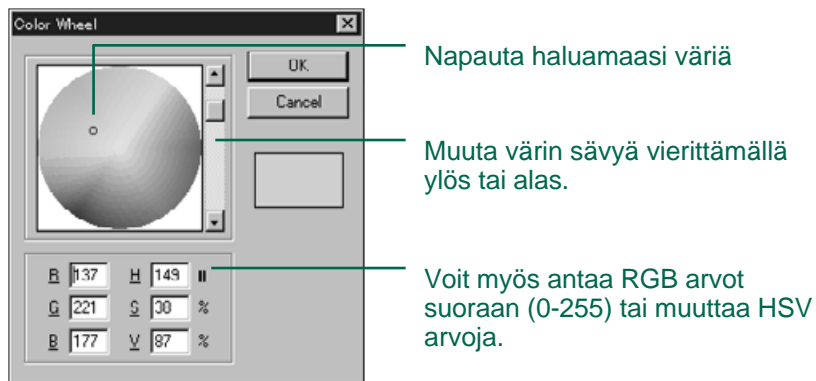 Color Wheel
OK
Cancel
R 137 H 149
G 221 S 30 %
B 177 V 87 %
Napauta haluamaasi väriä
Muuta värin sävyä vierittämällä
ylös tai alas.
Voit myös antaa RGB arvot
suoraan (0-255) tai muuttaa HSV
arvoja.